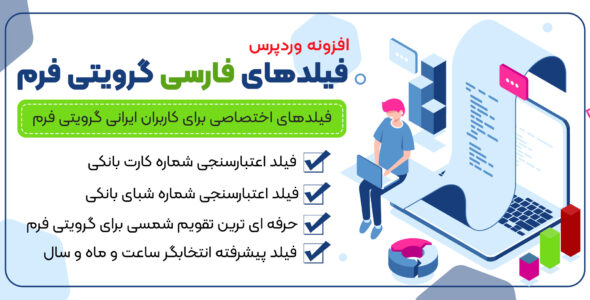 افزونه وردپرس
فیلدهای فارسی گرویتی فرم
فیلدهای اختصاصی برای کاربران ایرانی گرویتی فرم
فیلد اعتبارسنجی شماره کارت بانکی
فیلد اعتبارسنجی شماره شبای بانکی
حرفه ای ترین تقویم شمسی برای گرویتی فرم
فیلد پیشرفته انتخابگر ساعت و ماه و سال